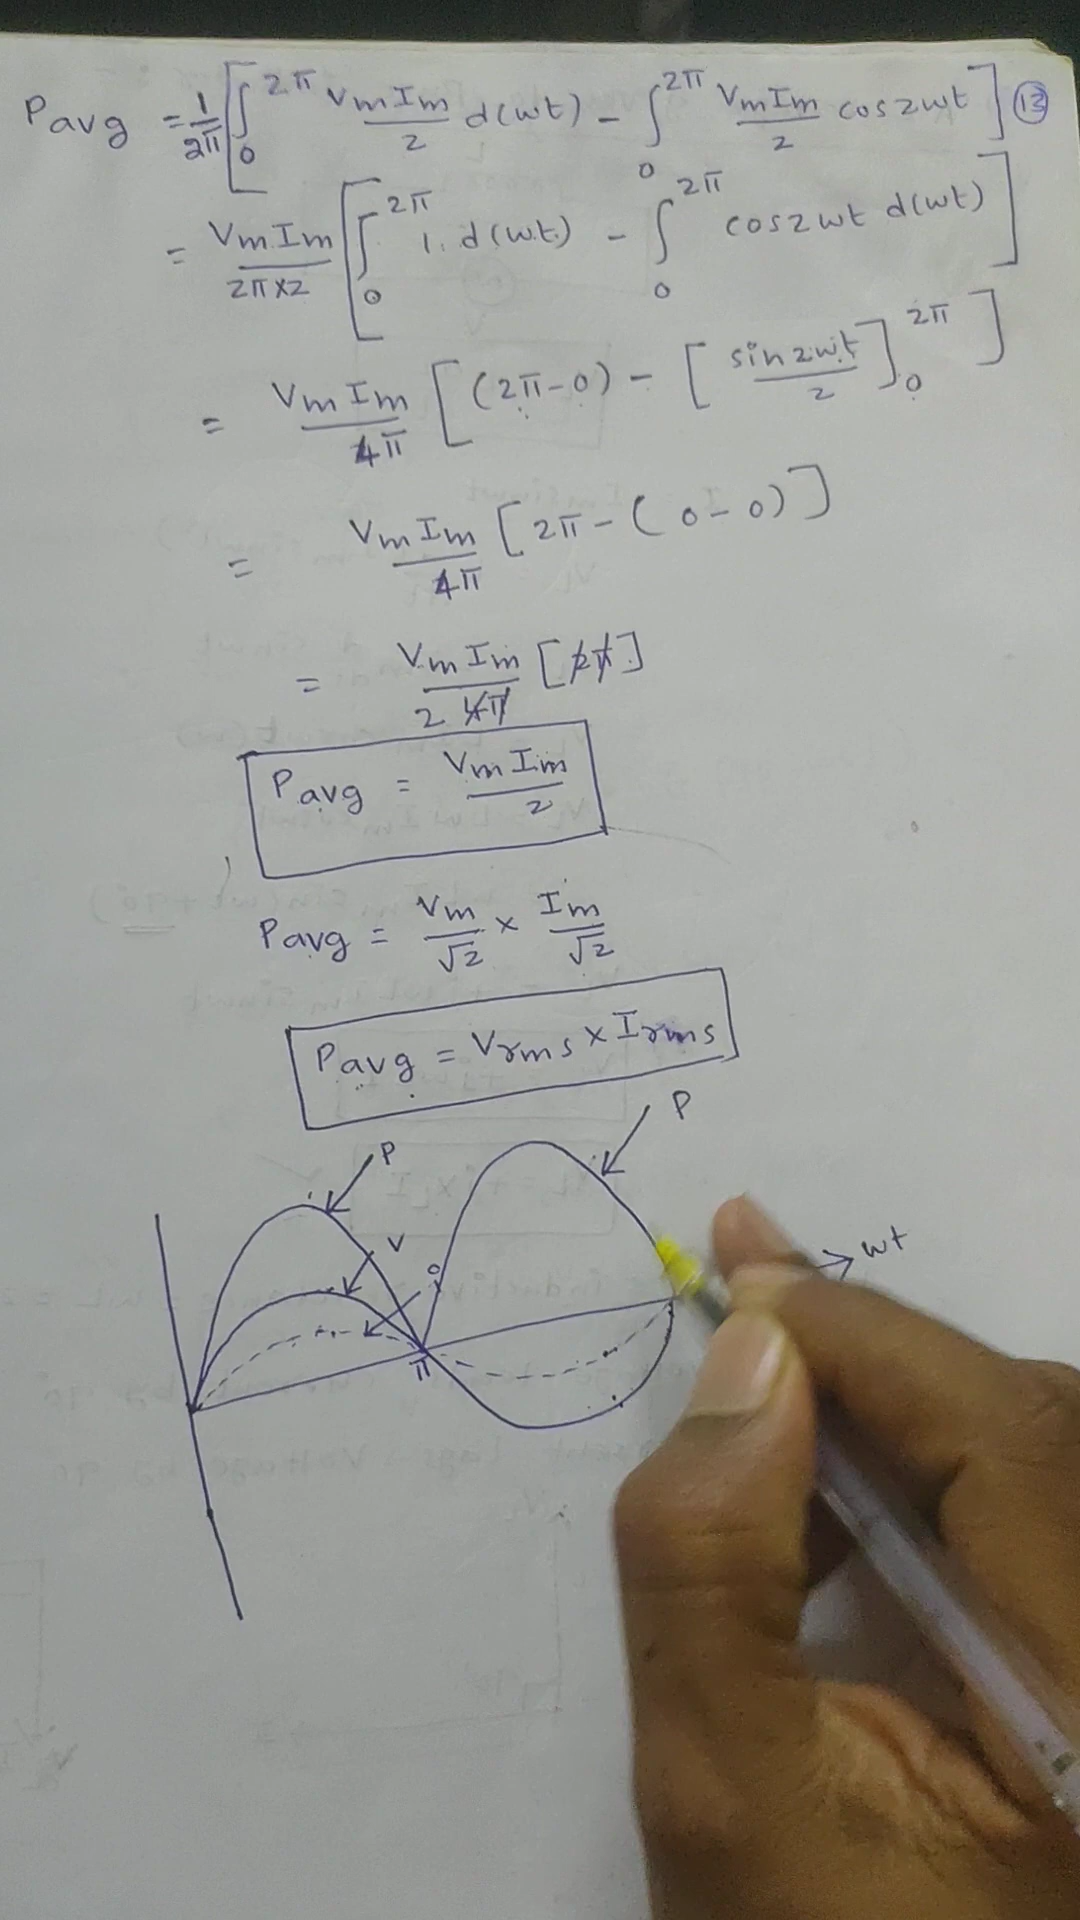 Pavg = 1/2π [ ∫₀^2π VmIm/2 d(wt) - ∫₀^2π VmIm/2 cos2wt ] 13
= VmIm/2π×2 [ ∫₀^2π 1. d(wt) - ∫₀^2π cos2wt d(wt) ]
= VmIm/4π [ (2π-0) - [ sin2wt/2 ]₀^2π ]
= VmIm/4π [ 2π - (0-0) ]
= VmIm/2 4π [2π]
Pavg = VmIm/2
Pavg = Vm/√2 × Im/√2
Pavg = Vrms × Irms
P
P
V
wt
π